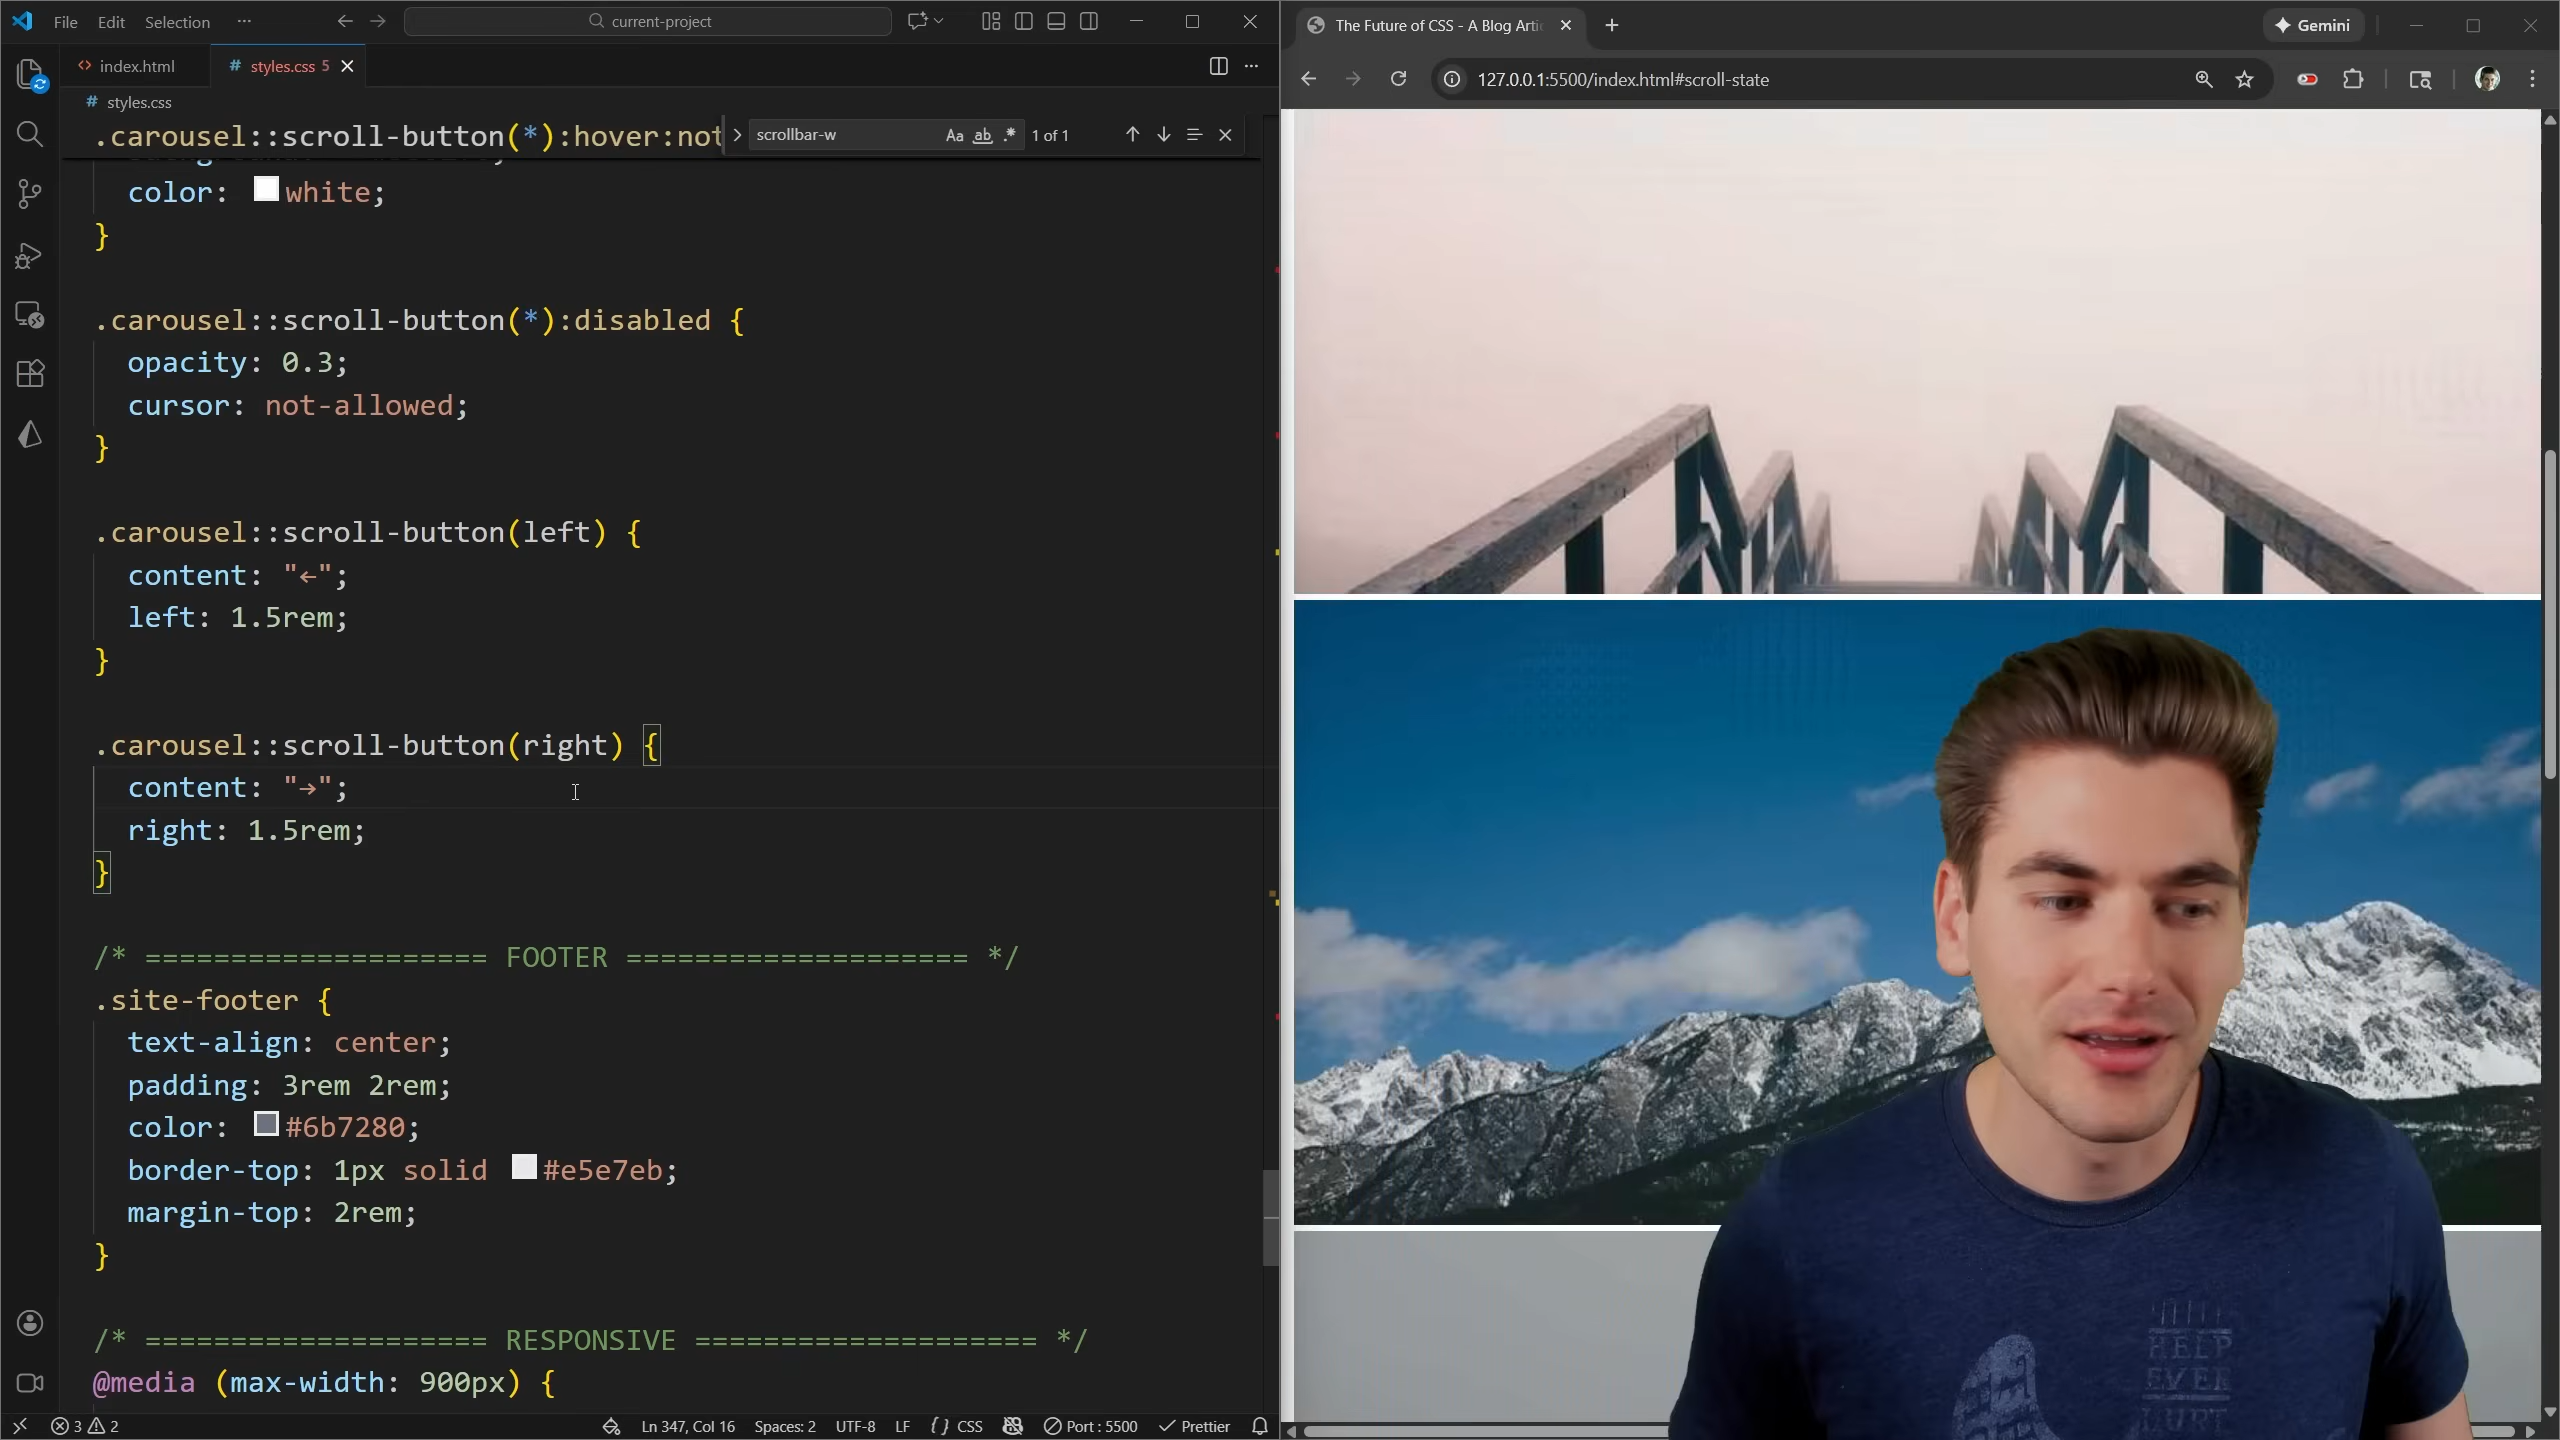 File Edit Selection ··· current-project
index.html styles.css 5
styles.css
.carousel::scroll-button(*):hover:not
scrollbar-w Aa ab .* 1 of 1
color: white;
}
.carousel::scroll-button(*):disabled {
opacity: 0.3;
cursor: not-allowed;
}
.carousel::scroll-button(left) {
content: "←";
left: 1.5rem;
}
.carousel::scroll-button(right) {
content: "→";
right: 1.5rem;
}
/* ==================== FOOTER ==================== */
.site-footer {
text-align: center;
padding: 3rem 2rem;
color: #6b7280;
border-top: 1px solid #e5e7eb;
margin-top: 2rem;
}
/* ==================== RESPONSIVE ==================== */
@media (max-width: 900px) {
3 2 Ln 347, Col 16 Spaces: 2 UTF-8 LF {} CSS Port : 5500 Prettier
The Future of CSS - A Blog Arti
Gemini
127.0.0.1:5500/index.html#scroll-state
HELP
EVER
HURT